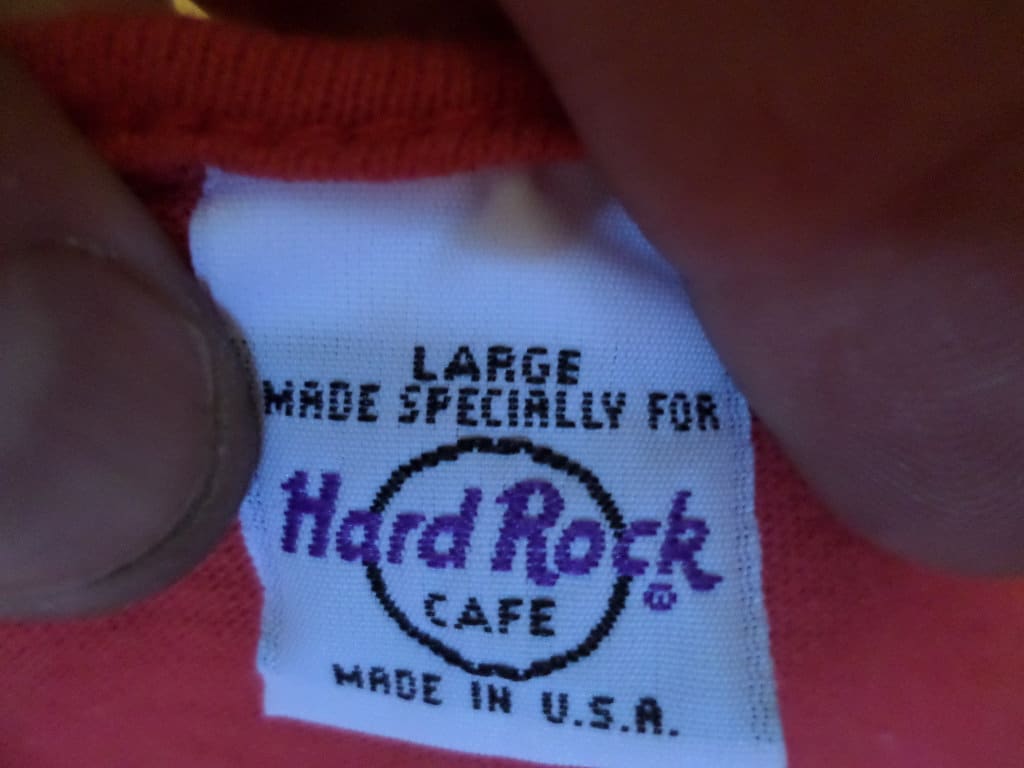 LARGE
MADE SPECIALLY FOR
Hard Rock
®
CAFE
MADE IN U.S.A.